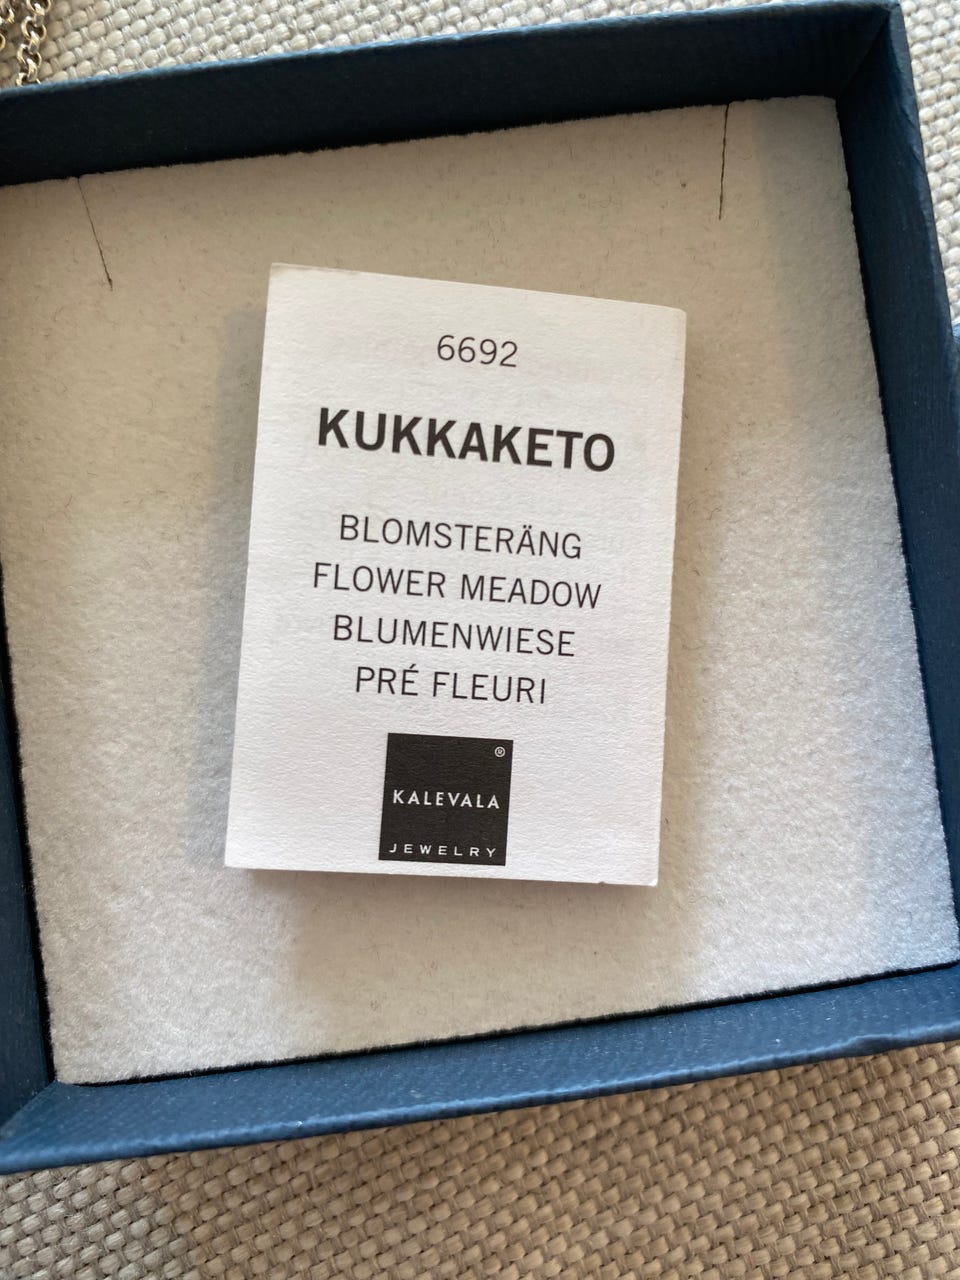 6692
KUKKAKETO
BLOMSTERÄNG
FLOWER MEADOW
BLUMENWIESE
PRÉ FLEURI
®
KALEVALA
JEWELRY